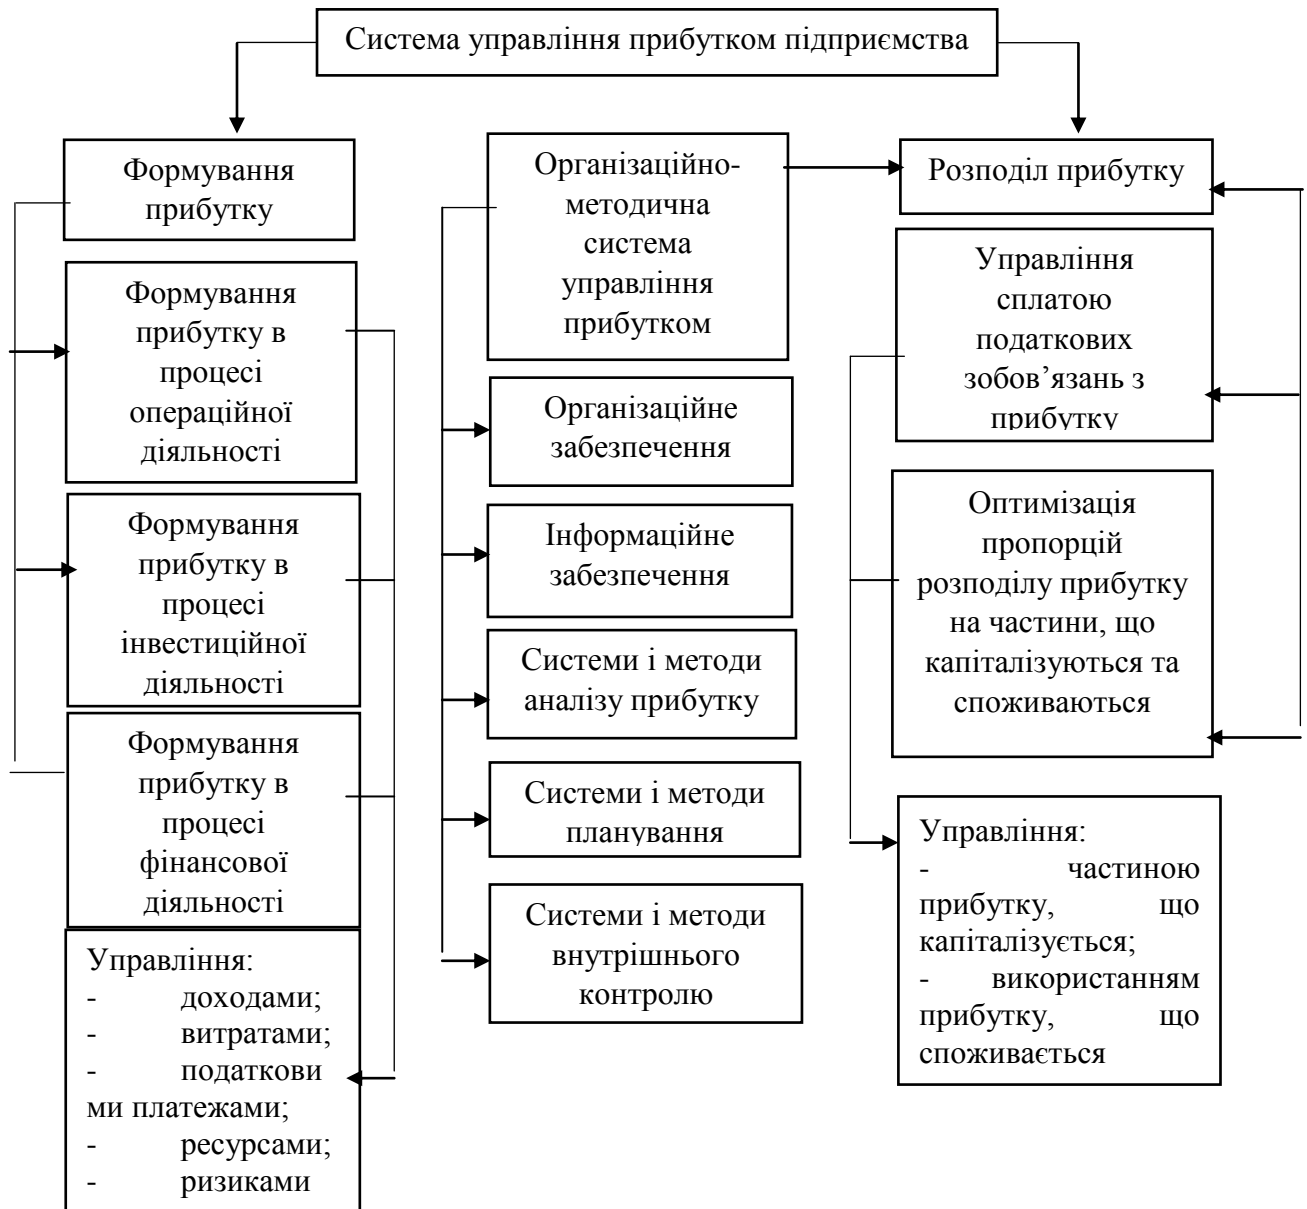 Система управління прибутком підприємства
Формування
прибутку
Формування
прибутку в
процесі
операційної
діяльності
Формування
прибутку в
процесі
інвестиційної
діяльності
Формування
прибутку в
процесі
фінансової
діяльності
Управління:
- доходами;
- витратами;
- податкови
ми платежами;
- ресурсами;
- ризиками
Організаційно-
методична
система
управління
прибутком
Організаційне
забезпечення
Інформаційне
забезпечення
Системи і методи
аналізу прибутку
Системи і методи
планування
Системи і методи
внутрішнього
контролю
Розподіл прибутку
Управління
сплатою
податкових
зобов’язань з
прибутку
Оптимізація
пропорцій
розподілу прибутку
на частини, що
капіталізуються та
споживаються
Управління:
- частиною
прибутку, що
капіталізується;
- використанням
прибутку, що
споживається